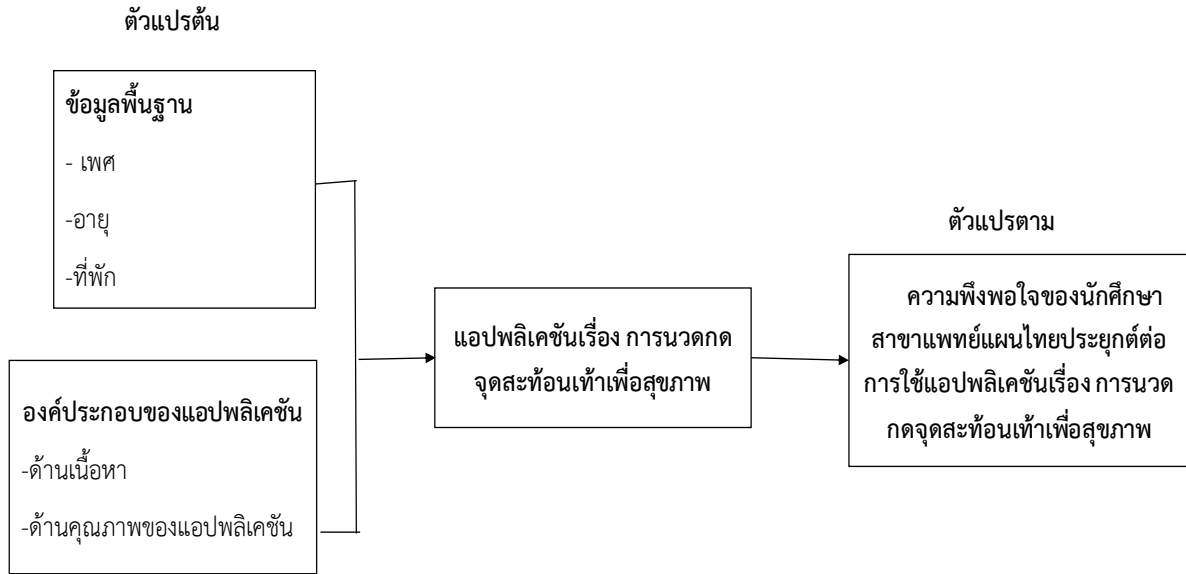 ตัวแปรต้น
ข้อมูลพื้นฐาน
- เพศ
-อายุ
-ที่พัก
องค์ประกอบของแอปพลิเคชัน
-ด้านเนื้อหา
-ด้านคุณภาพของแอปพลิเคชัน
แอปพลิเคชันเรื่อง การนวดกด
จุดสะท้อนเท้าเพื่อสุขภาพ
ตัวแปรตาม
ความพึงพอใจของนักศึกษา
สาขาแพทย์แผนไทยประยุกต์ต่อ
การใช้แอปพลิเคชันเรื่อง การนวด
กดจุดสะท้อนเท้าเพื่อสุขภาพ